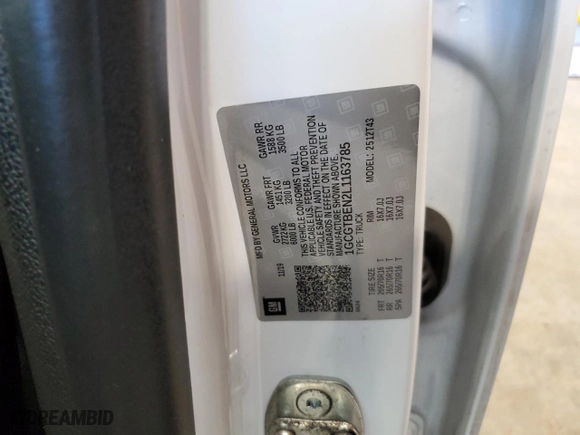 MFD BY GENERAL MOTORS LLC
GM
11/19
GVWR GAWR FRT GAWR RR
2722 KG 1451 KG 1588 KG
6000 LB 3200 LB 3500 LB
THIS VEHICLE CONFORMS TO ALL
APPLICABLE U.S. FEDERAL MOTOR
VEHICLE SAFETY AND THEFT PREVENTION
STANDARDS IN EFFECT ON THE DATE OF
MANUFACTURE SHOWN ABOVE.
1GCGTBEN2L1163785
TYPE: TRUCK MODEL: 2512T43
TIRE SIZE RIM
FRT 265/70R16 T 16X7.0J
RR 265/70R16 T 16X7.0J
SPA 265/70R16 T 16X7.0J
DREAMBID